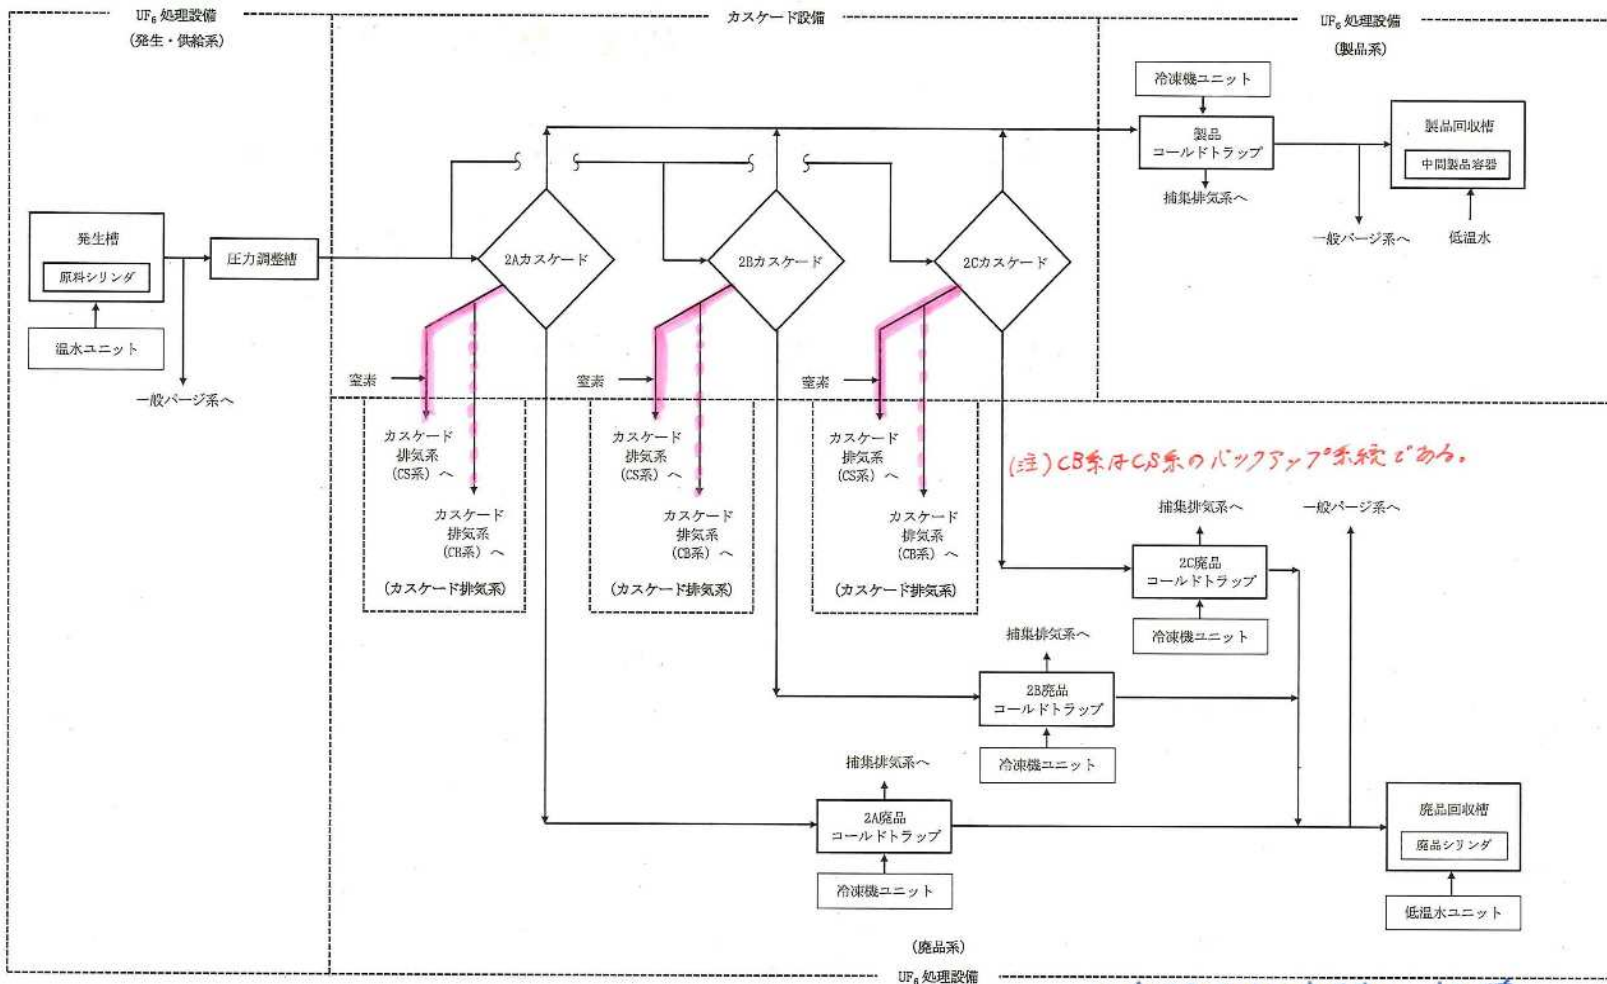 UF₆ 処理設備
(発生・供給系)
カスケード設備
UF₆ 処理設備
(製品系)
冷凍機ユニット
製品
コールドトラップ
捕集排気系へ
製品回収槽
中間製品容器
一般パージ系へ
低温水
発生槽
原料シリンダ
温水ユニット
圧力調整槽
一般パージ系へ
2Aカスケード
2Bカスケード
2Cカスケード
窒素
窒素
窒素
カスケード
排気系
(CS系) へ
カスケード
排気系
(CB系) へ
(カスケード排気系)
カスケード
排気系
(CS系) へ
カスケード
排気系
(CB系) へ
(カスケード排気系)
カスケード
排気系
(CS系) へ
カスケード
排気系
(CB系) へ
(カスケード排気系)
(注) CB系はCS系のバックアップ系統である。
捕集排気系へ
一般パージ系へ
2C廃品
コールドトラップ
冷凍機ユニット
捕集排気系へ
2B廃品
コールドトラップ
冷凍機ユニット
捕集排気系へ
2A廃品
コールドトラップ
冷凍機ユニット
廃品回収槽
廃品シリンダ
低温水ユニット
(廃品系)
UF₆ 処理設備